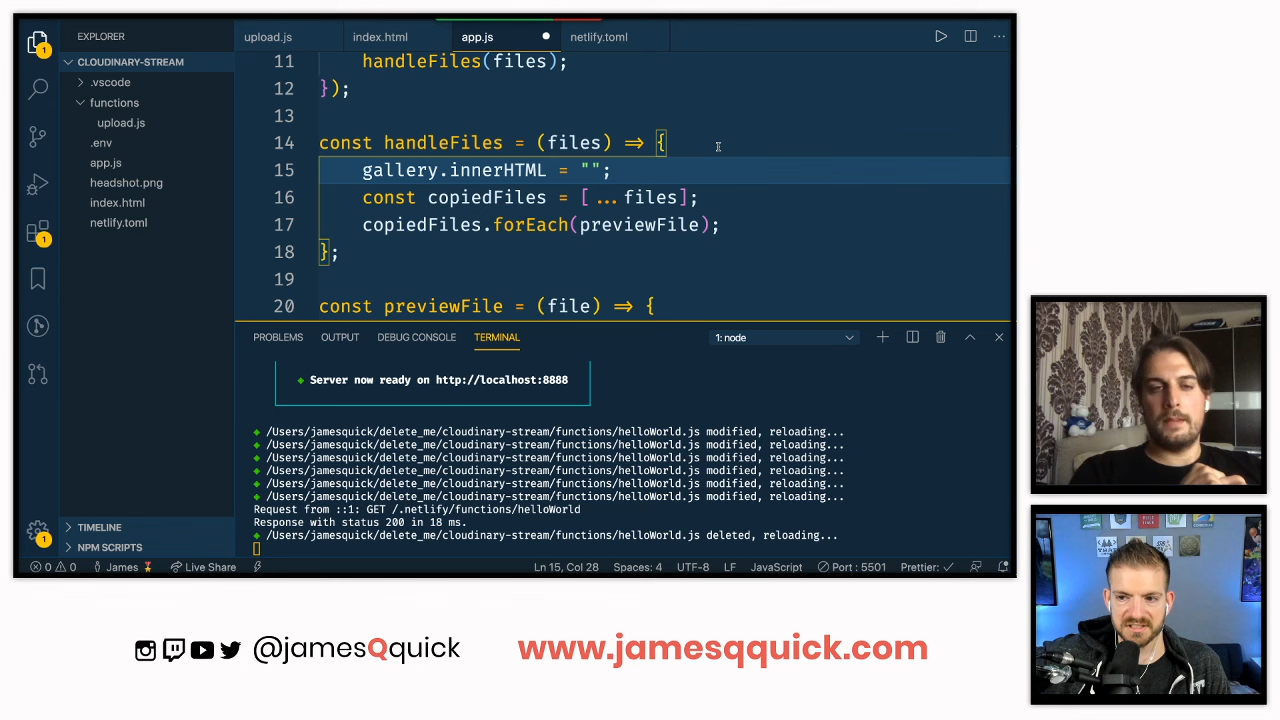 EXPLORER
upload.js
index.html
app.js
netlify.toml
CLOUDINARY-STREAM
.vscode
functions
upload.js
.env
app.js
headshot.png
index.html
netlify.toml
TIMELINE
NPM SCRIPTS
1
1
1
11 handleFiles(files);
12 });
13
14 const handleFiles = (files) => {
15 gallery.innerHTML = "";
16 const copiedFiles = [...files];
17 copiedFiles.forEach(previewFile);
18 };
19
20 const previewFile = (file) => {
PROBLEMS OUTPUT DEBUG CONSOLE TERMINAL 1: node
◆ Server now ready on http://localhost:8888
◆ /Users/jamesquick/delete_me/cloudinary-stream/functions/helloWorld.js modified, reloading...
◆ /Users/jamesquick/delete_me/cloudinary-stream/functions/helloWorld.js modified, reloading...
◆ /Users/jamesquick/delete_me/cloudinary-stream/functions/helloWorld.js modified, reloading...
◆ /Users/jamesquick/delete_me/cloudinary-stream/functions/helloWorld.js modified, reloading...
◆ /Users/jamesquick/delete_me/cloudinary-stream/functions/helloWorld.js modified, reloading...
◆ /Users/jamesquick/delete_me/cloudinary-stream/functions/helloWorld.js modified, reloading...
Request from ::1: GET /.netlify/functions/helloWorld
Response with status 200 in 18 ms.
◆ /Users/jamesquick/delete_me/cloudinary-stream/functions/helloWorld.js deleted, reloading...
0 0 James Live Share Ln 15, Col 28 Spaces: 4 UTF-8 LF JavaScript Port : 5501 Prettier: ✓
@jamesQquick www.jamesqquick.com